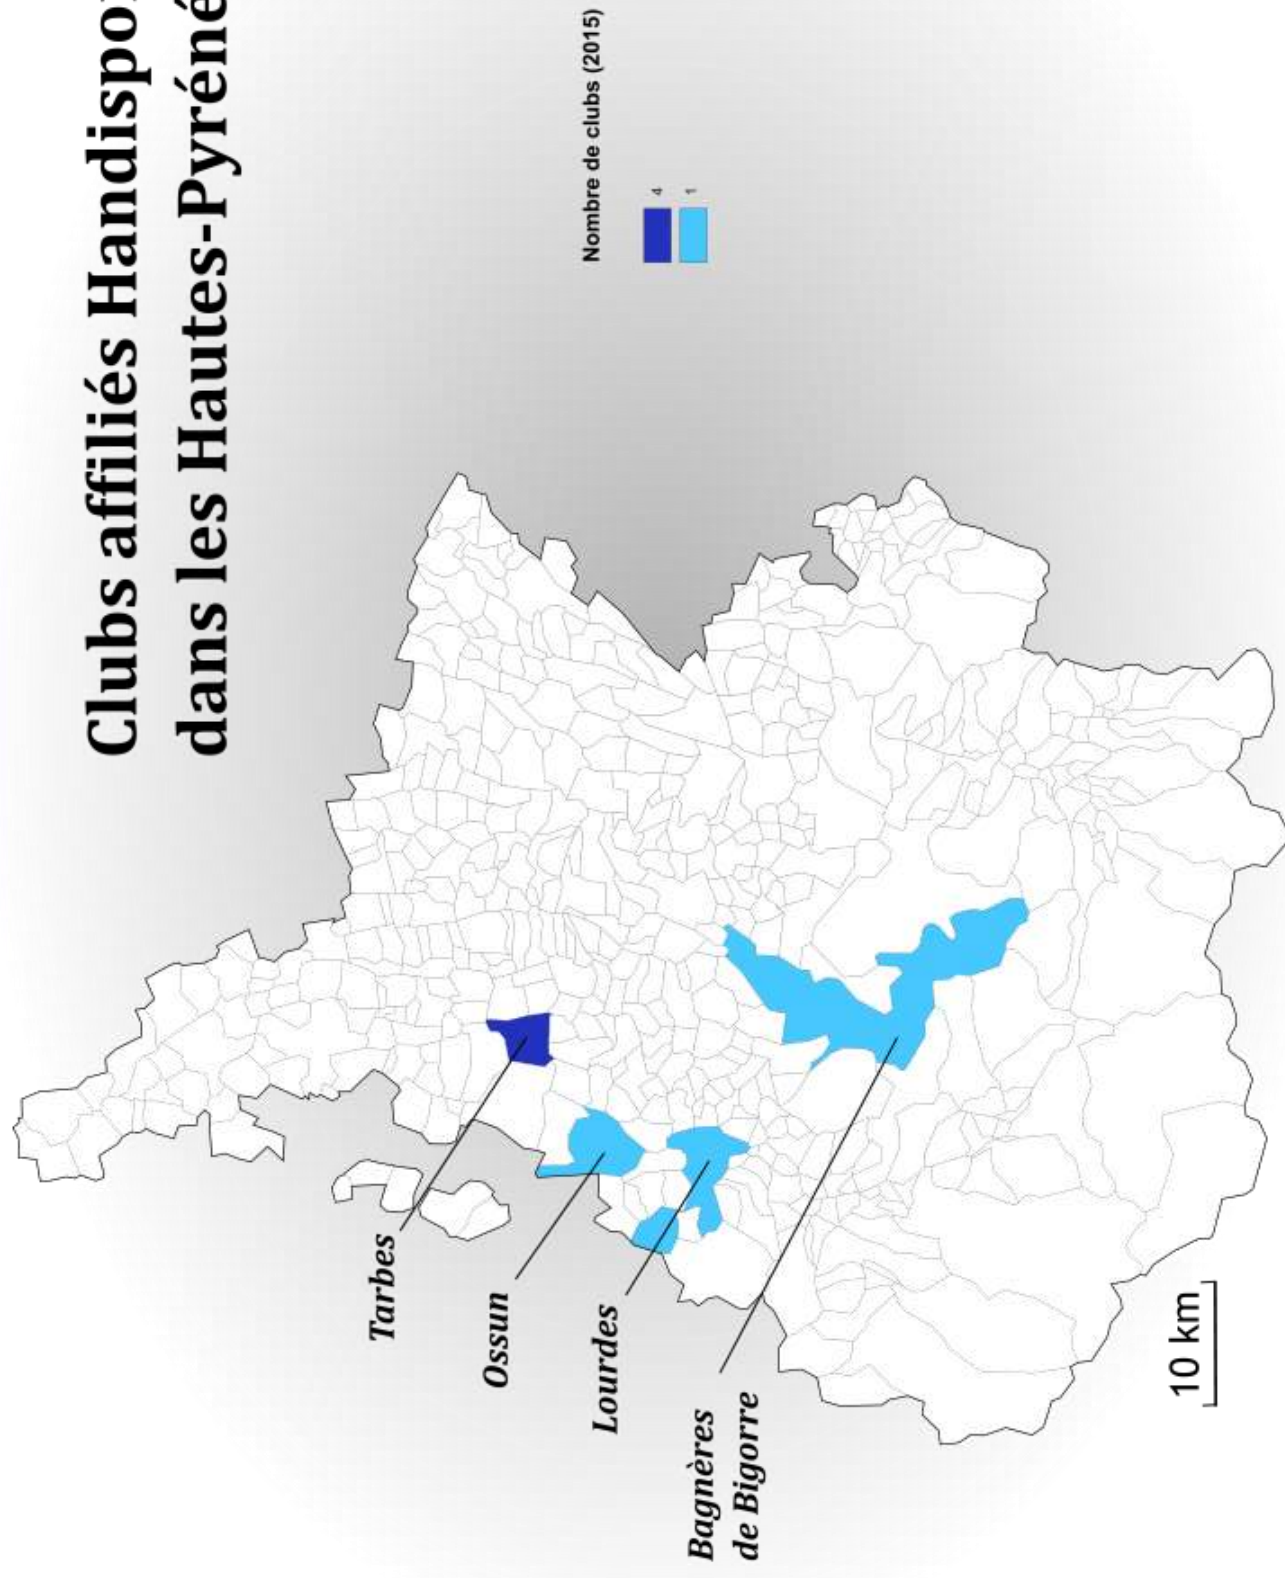 Clubs affiliés
dans les Hautes-Pyréné
Nombre de clubs (2015)
4
1
Tarbes
Ossun
Lourdes
Bagnères
de Bigorre
10 km